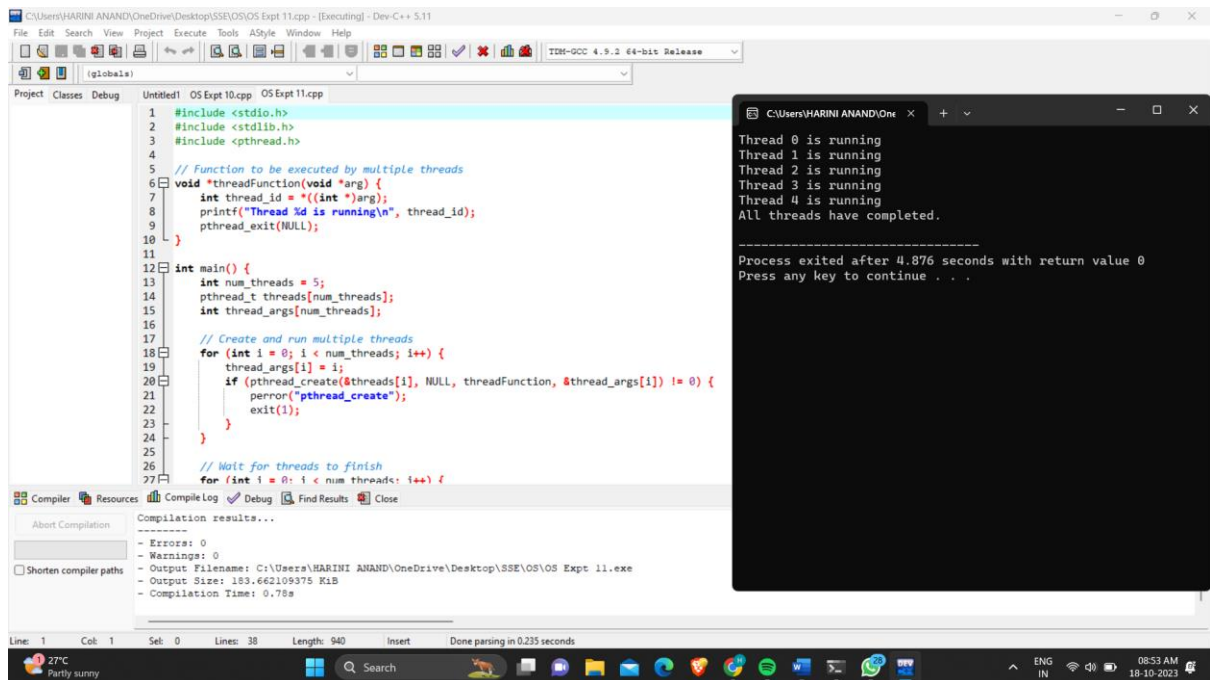 C:\Users\HARINI ANAND\OneDrive\Desktop\SSE\OS\OS Expt 11.cpp - [Executing] - Dev-C++ 5.11
File Edit Search View Project Execute Tools AStyle Window Help
TDM-GCC 4.9.2 64-bit Release
(globals)
Project Classes Debug Untitled1 OS Expt 10.cpp OS Expt 11.cpp
1 #include <stdio.h>
2 #include <stdlib.h>
3 #include <pthread.h>
4
5 // Function to be executed by multiple threads
6 void *threadFunction(void *arg) {
7 int thread_id = *((int *)arg);
8 printf("Thread %d is running\n", thread_id);
9 pthread_exit(NULL);
10 }
11
12 int main() {
13 int num_threads = 5;
14 pthread_t threads[num_threads];
15 int thread_args[num_threads];
16
17 // Create and run multiple threads
18 for (int i = 0; i < num_threads; i++) {
19 thread_args[i] = i;
20 if (pthread_create(&threads[i], NULL, threadFunction, &thread_args[i]) != 0) {
21 perror("pthread_create");
22 exit(1);
23 }
24 }
25
26 // Wait for threads to finish
27 for (int i = 0; i < num_threads; i++) {
C:\Users\HARINI ANAND\One
Thread 0 is running
Thread 1 is running
Thread 2 is running
Thread 3 is running
Thread 4 is running
All threads have completed.
--------------------------------
Process exited after 4.876 seconds with return value 0
Press any key to continue . . .
Compiler Resources Compile Log Debug Find Results Close
Abort Compilation
Shorten compiler paths
Compilation results...
--------
- Errors: 0
- Warnings: 0
- Output Filename: C:\Users\HARINI ANAND\OneDrive\Desktop\SSE\OS\OS Expt 11.exe
- Output Size: 183.662109375 KiB
- Compilation Time: 0.78s
Line: 1 Col: 1 Sel: 0 Lines: 38 Length: 940 Insert Done parsing in 0.235 seconds
1
27°C
Partly sunny
Search
28
DEV
ENG
IN
08:53 AM
18-10-2023